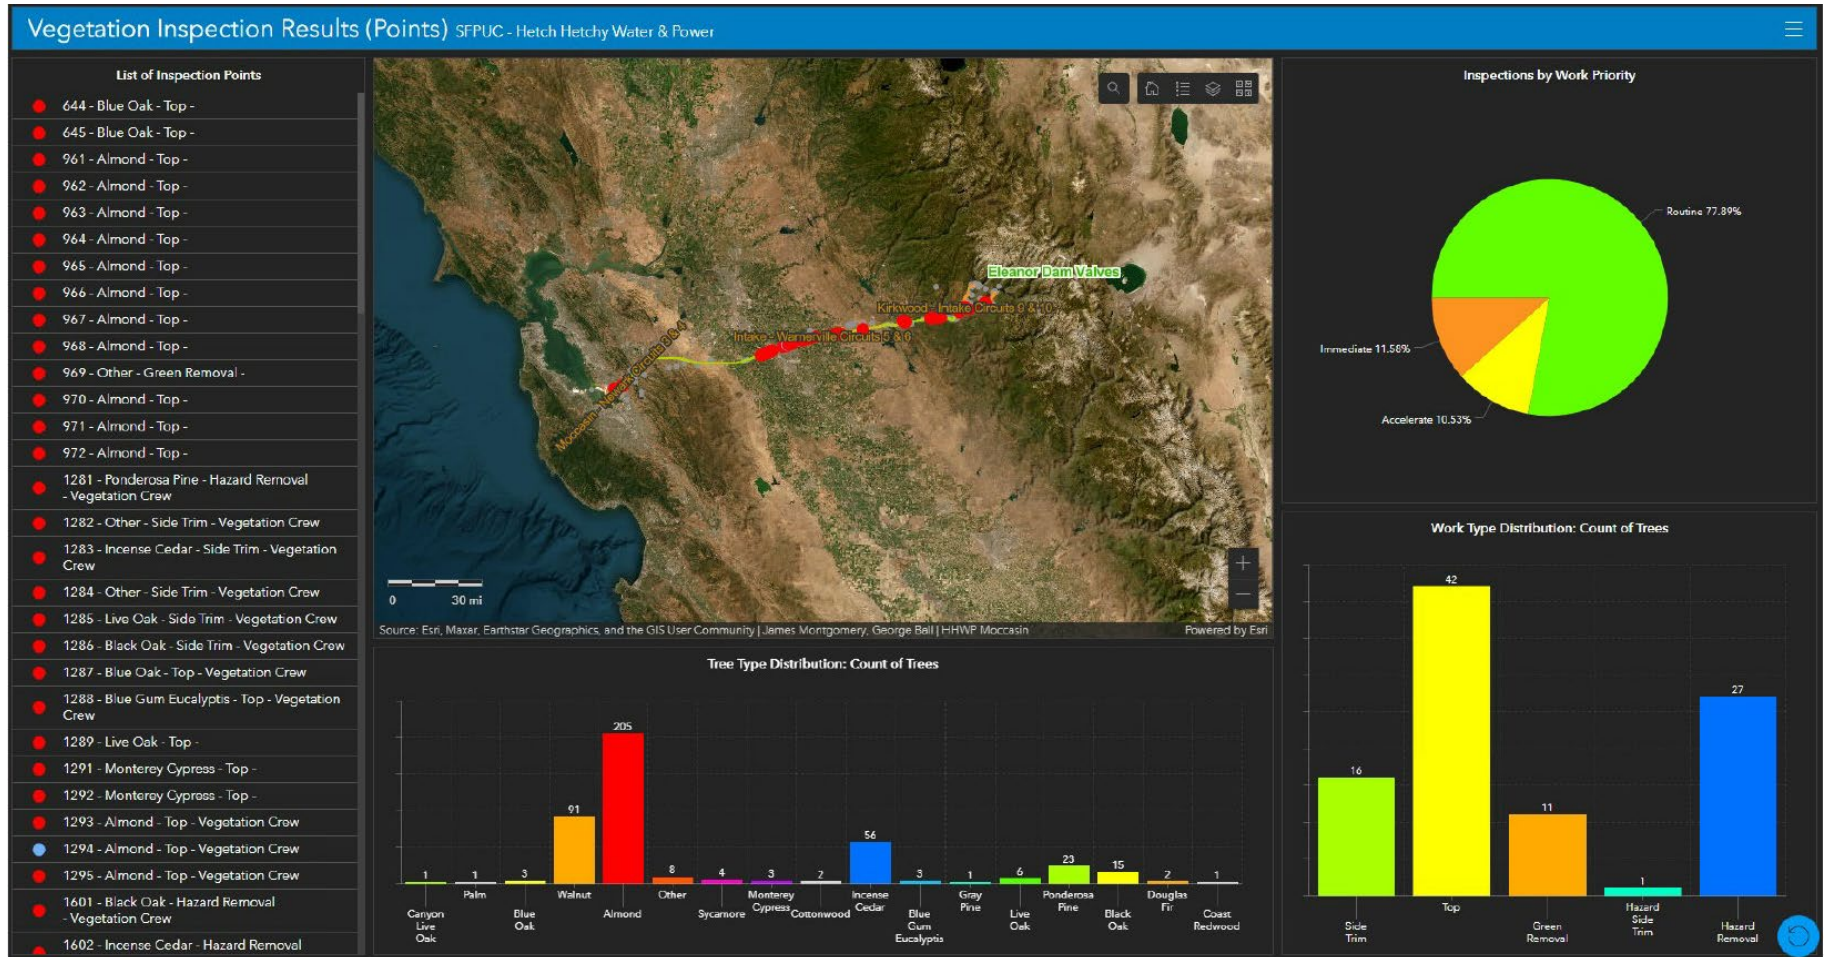 Vegetation Inspection Results (Points) SFPUC - Hetch Hetchy Water & Power
List of Inspection Points
644 - Blue Oak - Top -
645 - Blue Oak - Top -
961 - Almond - Top -
962 - Almond - Top -
963 - Almond - Top -
964 - Almond - Top -
965 - Almond - Top -
966 - Almond - Top -
967 - Almond - Top -
968 - Almond - Top -
969 - Other - Green Removal -
970 - Almond - Top -
971 - Almond - Top -
972 - Almond - Top -
1281 - Ponderosa Pine - Hazard Removal
- Vegetation Crew
1282 - Other - Side Trim - Vegetation Crew
1283 - Incense Cedar - Side Trim - Vegetation
Crew
1284 - Other - Side Trim - Vegetation Crew
1285 - Live Oak - Side Trim - Vegetation Crew
1286 - Black Oak - Side Trim - Vegetation Crew
1287 - Blue Oak - Top - Vegetation Crew
1288 - Blue Gum Eucalyptis - Top - Vegetation
Crew
1289 - Live Oak - Top -
1291 - Monterey Cypress - Top -
1292 - Monterey Cypress - Top -
1293 - Almond - Top - Vegetation Crew
1294 - Almond - Top - Vegetation Crew
1295 - Almond - Top - Vegetation Crew
1601 - Black Oak - Hazard Removal
- Vegetation Crew
1602 - Incense Cedar - Hazard Removal
Eleanor Dam Valves
Kirkwood - Intake Circuits 9 & 10
Intake - Warnerville Circuits 5 & 6
Moccasin - Newark Circuits 3 & 4
0 30 mi
Source: Esri, Maxar, Earthstar Geographics, and the GIS User Community | James Montgomery, George Ball | HHWP Moccasin
Powered by Esri
Tree Type Distribution: Count of Trees
1 1 3 91 205 8 4 3 2 56 3 1 6 23 15 2 1
Canyon
Live
Oak
Palm
Blue
Oak
Walnut
Almond
Other
Sycamore
Monterey
Cypress
Cottonwood
Incense
Cedar
Blue
Gum
Eucalyptis
Gray
Pine
Live
Oak
Ponderosa
Pine
Black
Oak
Douglas
Fir
Coast
Redwood
Inspections by Work Priority
Routine 77.89%
Immediate 11.58%
Accelerate 10.53%
Work Type Distribution: Count of Trees
16 42 11 1 27
Side
Trim
Top
Green
Removal
Hazard
Side
Trim
Hazard
Removal